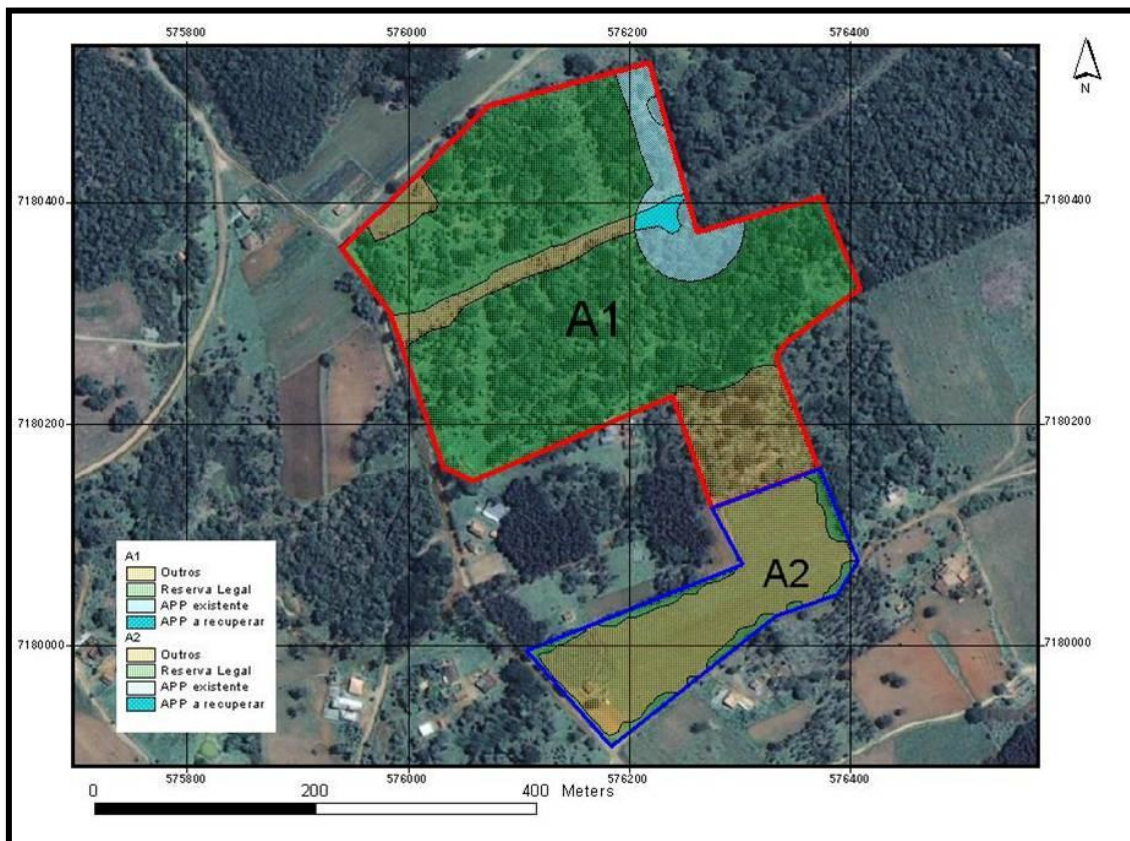 575800 576000 576200 576400
N
7180400 7180400
A1
7180200 7180200
A2
A1
Outros
Reserva Legal
APP existente
APP a recuperar
A2
Outros
Reserva Legal
APP existente
APP a recuperar
7180000 7180000
575800 576000 576200 576400
0 200 400 Meters